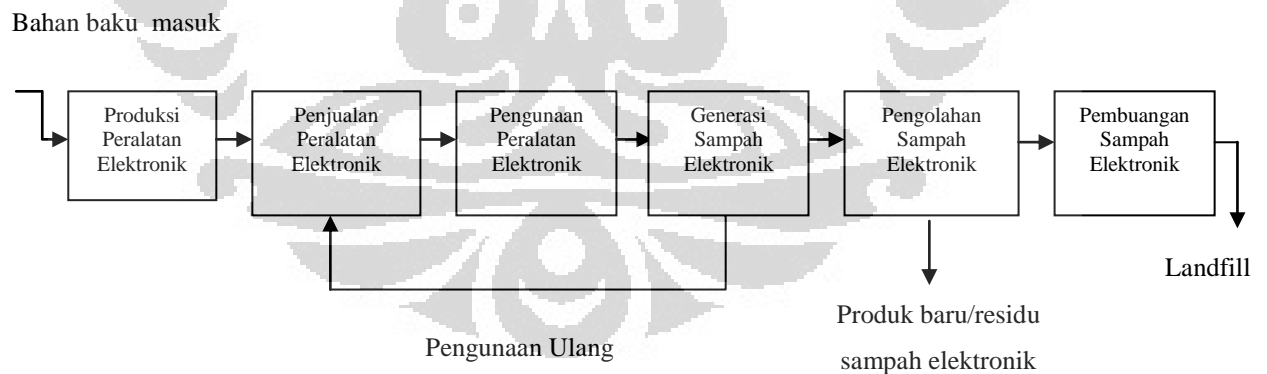 Bahan baku masuk
Produksi
Peralatan
Elektronik
Penjualan
Peralatan
Elektronik
Pengunaan
Peralatan
Elektronik
Generasi
Sampah
Elektronik
Pengolahan
Sampah
Elektronik
Pembuangan
Sampah
Elektronik
Landfill
Produk baru/residu
sampah elektronik
Pengunaan Ulang